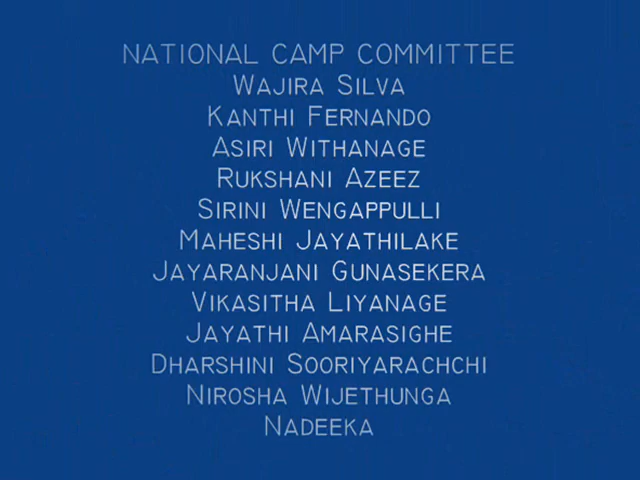 NATIONAL CAMP COMMITTEE
WAJIRA SILVA
KANTHI FERNANDO
ASIRI WITHANAGE
RUKSHANI AZEEZ
SIRINI WENGAPPULLI
MAHESHI JAYATHILAKE
JAYARANJANI GUNASEKERA
VIKASITHA LIYANAGE
JAYATHI AMARASIGHE
DHARSHINI SOORIYARACHCHI
NIROSHA WIJETHUNGA
NADEEKA